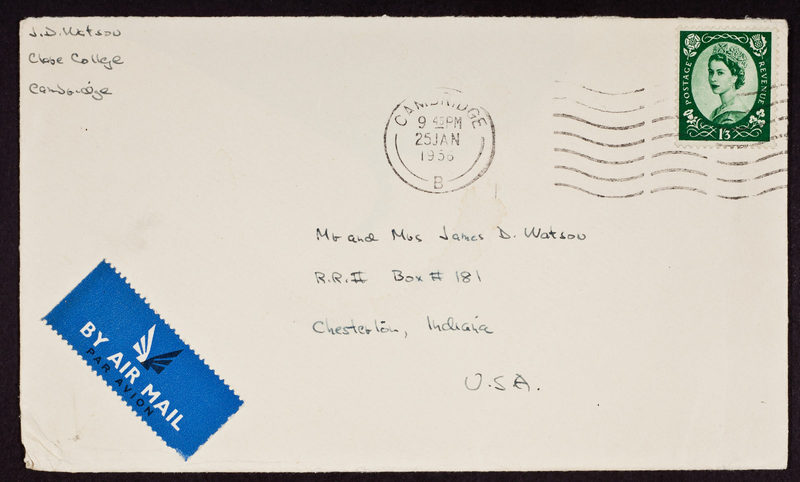 J.D. Watson
Clare College
Cambridge
POSTAGE
REVENUE
1/3
CAMBRIDGE
9 45 PM
25 JAN
1956
B
Mr and Mrs James D. Watson
R.R.II Box # 181
Chesterton, Indiana
U.S.A.
BY AIR MAIL
PAR AVION